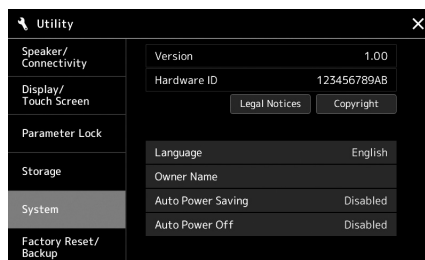 Utility
Speaker/
Connectivity
Display/
Touch Screen
Parameter Lock
Storage
System
Factory Reset/
Backup
Version 1.00
Hardware ID 123456789AB
Legal Notices Copyright
Language English
Owner Name
Auto Power Saving Disabled
Auto Power Off Disabled